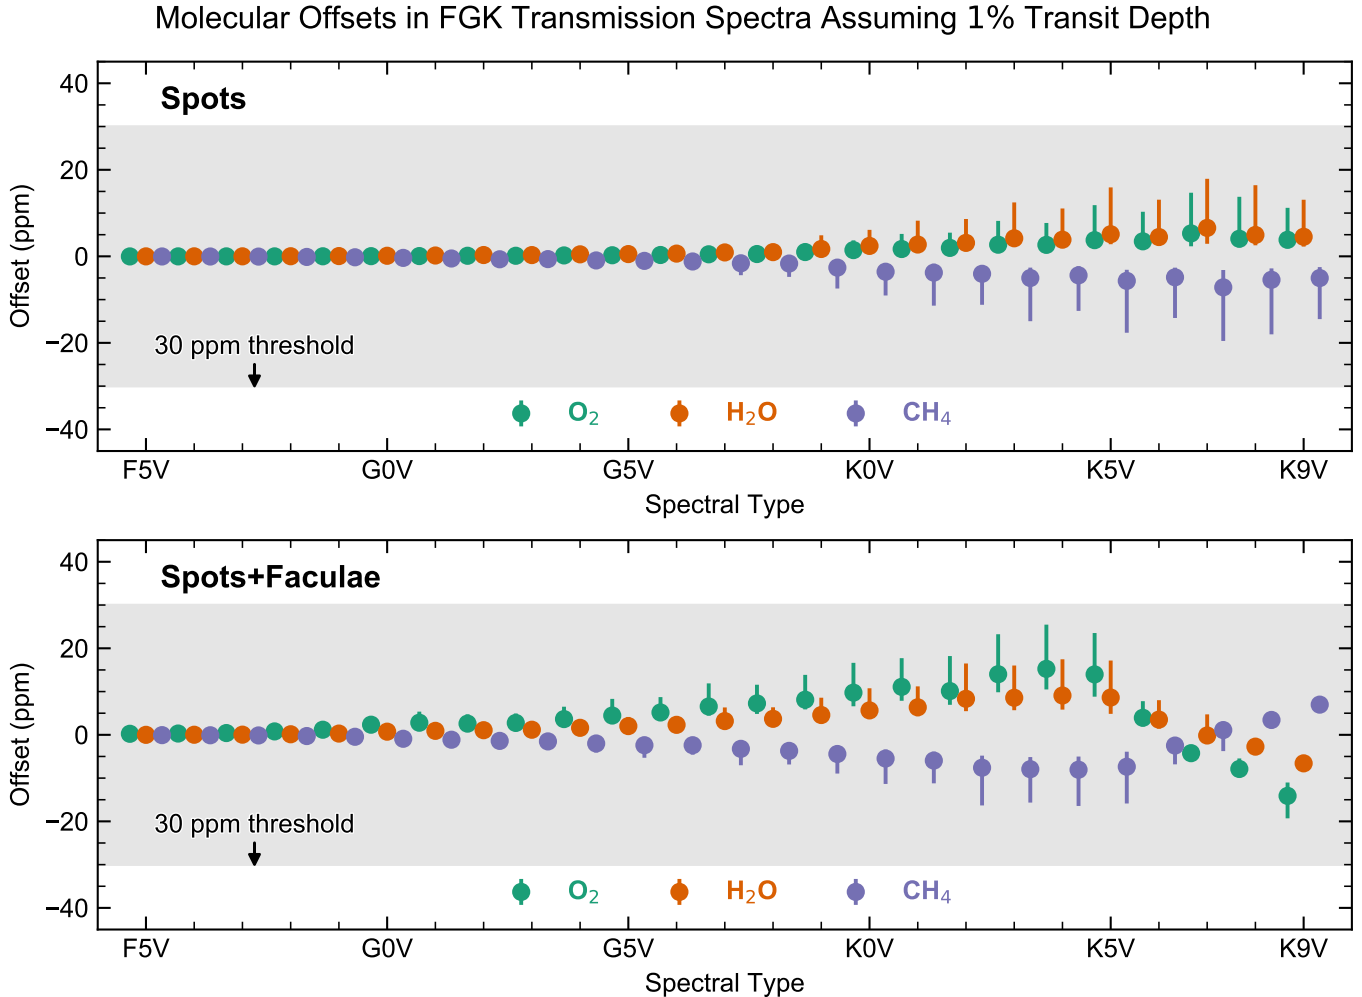 Molecular Offsets in FGK Transmission Spectra Assuming 1% Transit Depth
Spots
40
20
0
−20
−40
Offset (ppm)
30 ppm threshold
O₂ H₂O CH₄
F5V G0V G5V K0V K5V K9V
Spectral Type
Spots+Faculae
40
20
0
−20
−40
Offset (ppm)
30 ppm threshold
O₂ H₂O CH₄
F5V G0V G5V K0V K5V K9V
Spectral Type